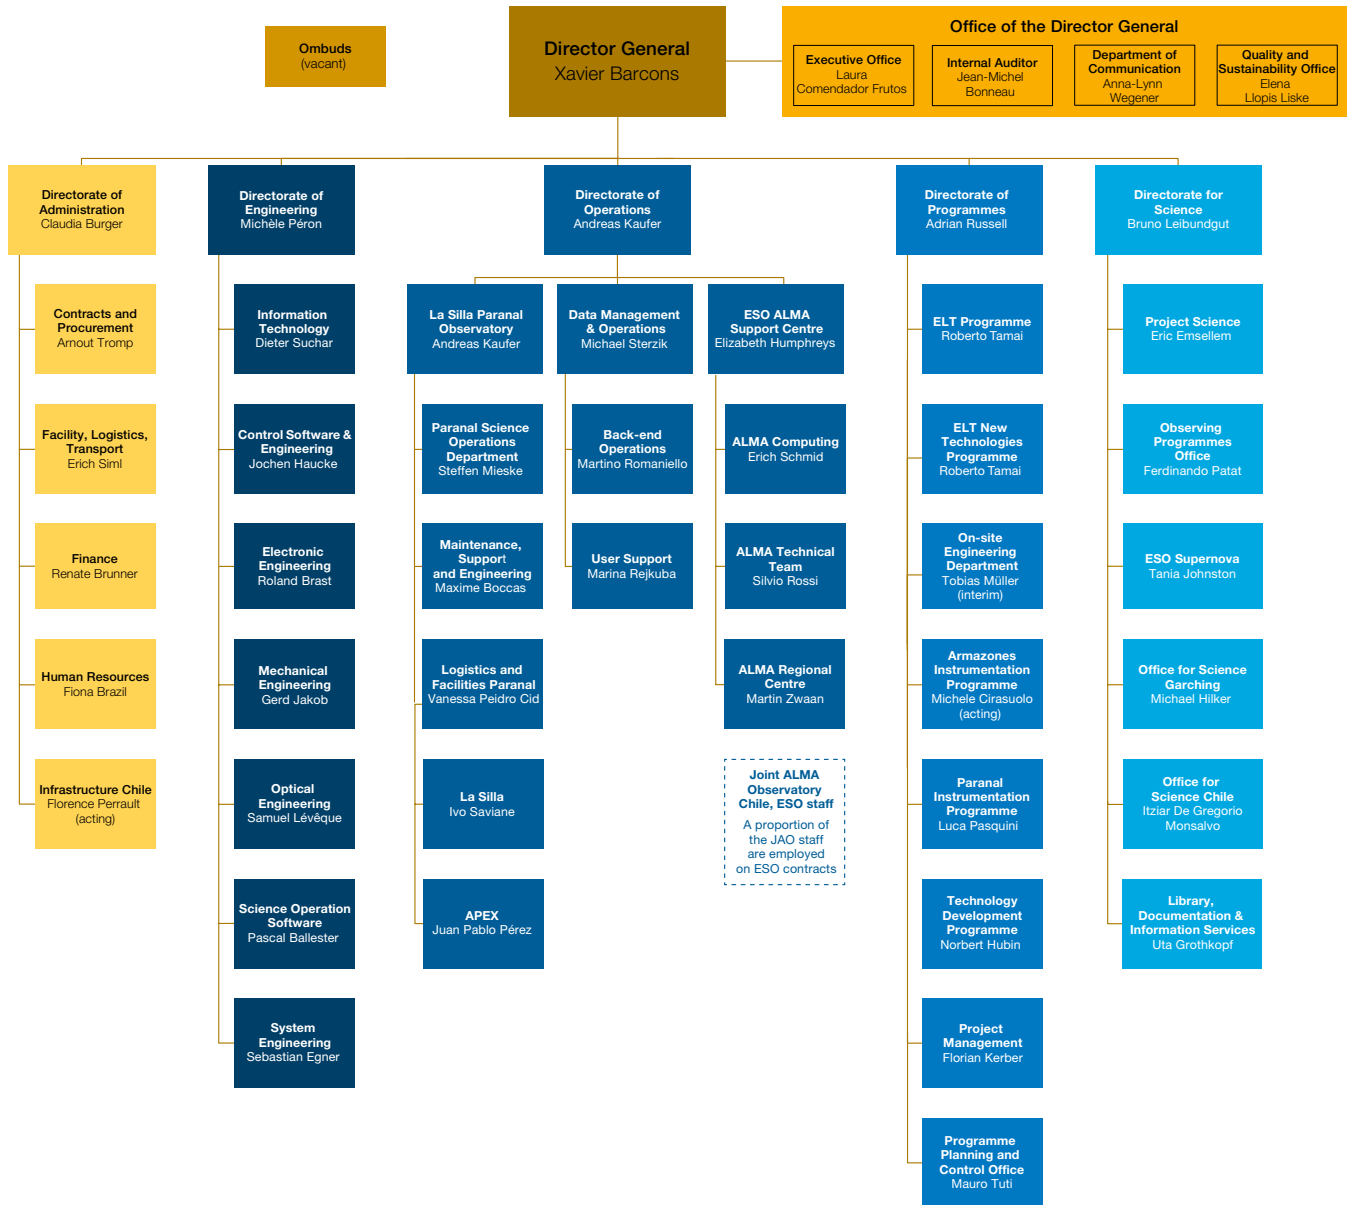 Ombuds
(vacant)
Director General
Xavier Barcons
Office of the Director General
Executive Office
Laura
Comendador Frutos
Internal Auditor
Jean-Michel
Bonneau
Department of
Communication
Anna-Lynn
Wegener
Quality and
Sustainability Office
Elena
Llopis Liske
Directorate of
Administration
Claudia Burger
Directorate of
Engineering
Michèle Péron
Directorate of
Operations
Andreas Kaufer
Directorate of
Programmes
Adrian Russell
Directorate for
Science
Bruno Leibundgut
Contracts and
Procurement
Arnout Tromp
Facility, Logistics,
Transport
Erich Siml
Finance
Renate Brunner
Human Resources
Fiona Brazil
Infrastructure Chile
Florence Perrault
(acting)
Information
Technology
Dieter Suchar
Control Software &
Engineering
Jochen Haucke
Electronic
Engineering
Roland Brast
Mechanical
Engineering
Gerd Jakob
Optical
Engineering
Samuel Lévêque
Science Operation
Software
Pascal Ballester
System
Engineering
Sebastian Egner
La Silla Paranal
Observatory
Andreas Kaufer
Paranal Science
Operations
Department
Steffen Mieske
Maintenance,
Support
and Engineering
Maxime Boccas
Logistics and
Facilities Paranal
Vanessa Peidro Cid
La Silla
Ivo Saviane
APEX
Juan Pablo Pérez
Data Management
& Operations
Michael Sterzik
Back-end
Operations
Martino Romaniello
User Support
Marina Rejkuba
ESO ALMA
Support Centre
Elizabeth Humphreys
ALMA Computing
Erich Schmid
ALMA Technical
Team
Silvio Rossi
ALMA Regional
Centre
Martin Zwaan
Joint ALMA
Observatory
Chile, ESO staff
A proportion of
the JAO staff
are employed
on ESO contracts
ELT Programme
Roberto Tamai
ELT New
Technologies
Programme
Roberto Tamai
On-site
Engineering
Department
Tobias Müller
(interim)
Armazones
Instrumentation
Programme
Michele Cirasuolo
(acting)
Paranal
Instrumentation
Programme
Luca Pasquini
Technology
Development
Programme
Norbert Hubin
Project
Management
Florian Kerber
Programme
Planning and
Control Office
Mauro Tuti
Project Science
Eric Emsellem
Observing
Programmes
Office
Ferdinando Patat
ESO Supernova
Tania Johnston
Office for Science
Garching
Michael Hilker
Office for
Science Chile
Itziar De Gregorio
Monsalvo
Library,
Documentation &
Information Services
Uta Grothkopf